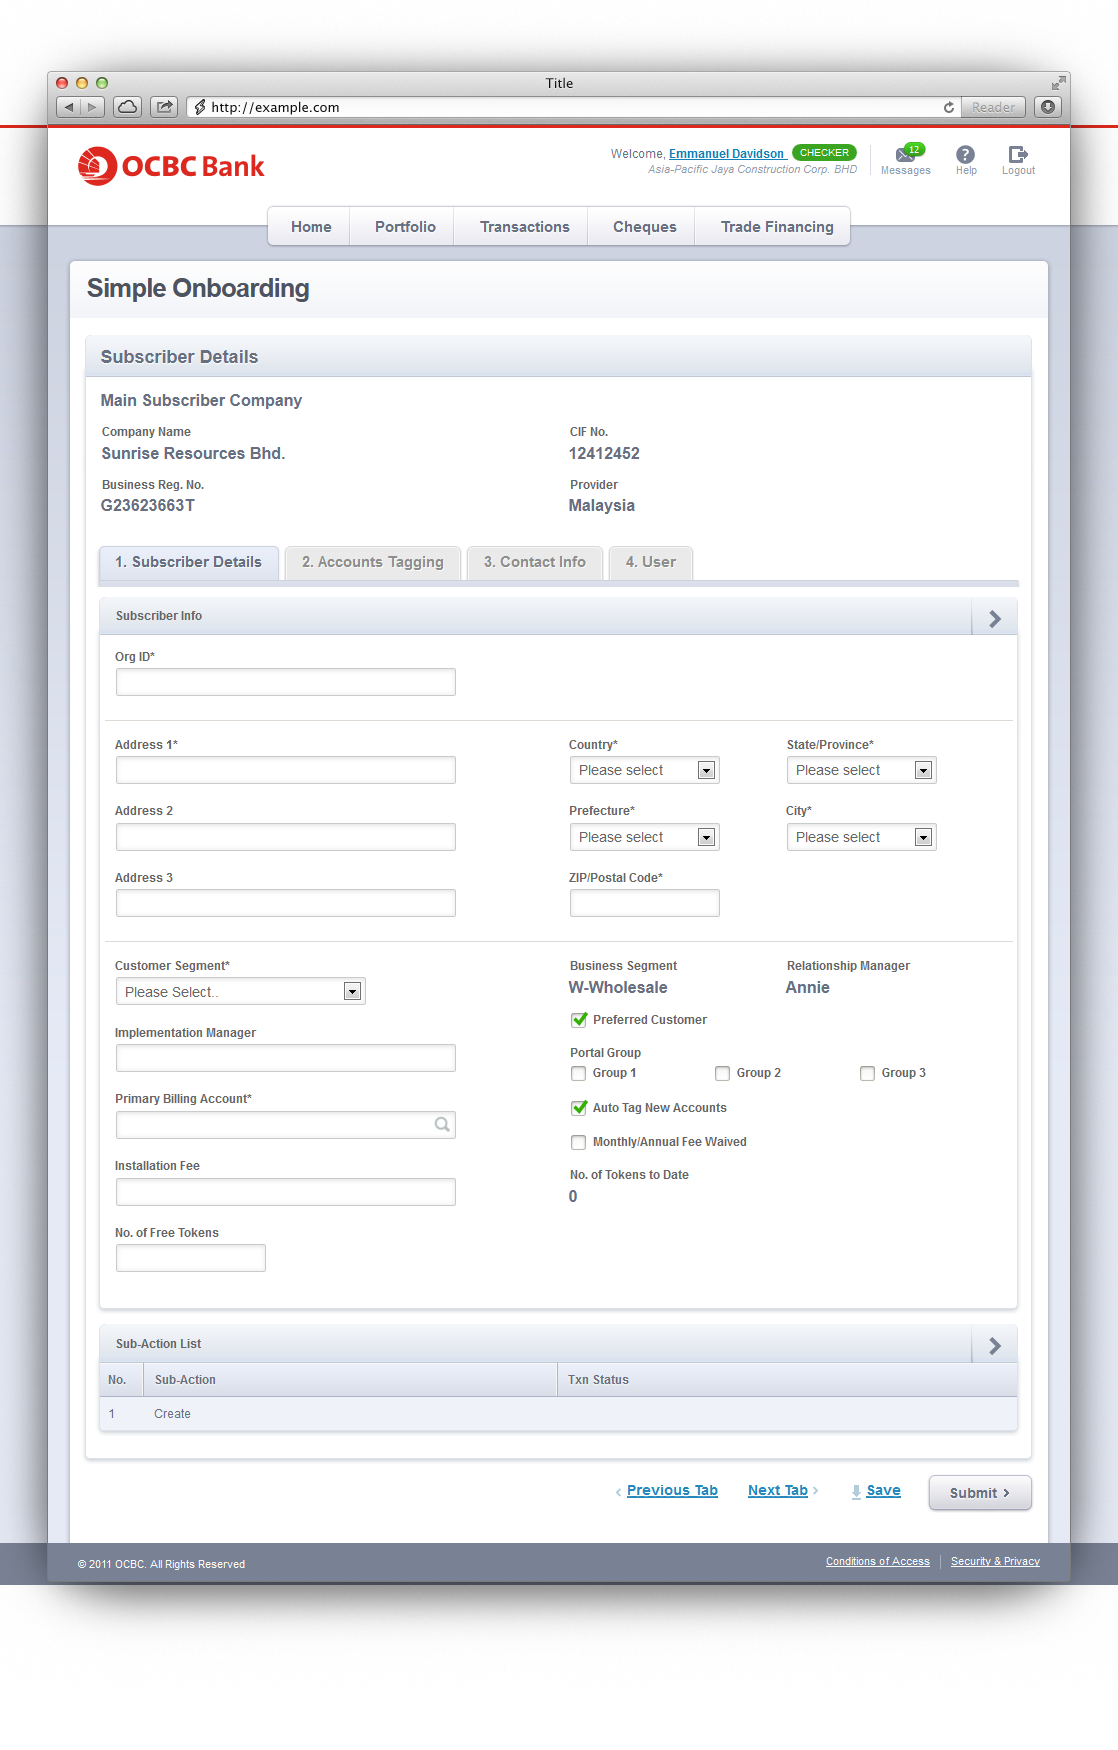 Title
http://example.com
Reader
OCBC Bank
Welcome, Emmanuel Davidson CHECKER
Asia-Pacific Jaya Construction Corp. BHD
12
Messages
Help
Logout
Home Portfolio Transactions Cheques Trade Financing
Simple Onboarding
Subscriber Details
Main Subscriber Company
Company Name CIF No.
Sunrise Resources Bhd. 12412452
Business Reg. No. Provider
G23623663T Malaysia
1. Subscriber Details 2. Accounts Tagging 3. Contact Info 4. User
Subscriber Info
Org ID*
Address 1* Country* State/Province*
Please select Please select
Address 2 Prefecture* City*
Please select Please select
Address 3 ZIP/Postal Code*
Customer Segment* Business Segment Relationship Manager
Please Select.. W-Wholesale Annie
Preferred Customer
Implementation Manager
Portal Group
Group 1 Group 2 Group 3
Primary Billing Account*
Auto Tag New Accounts
Monthly/Annual Fee Waived
Installation Fee
No. of Tokens to Date
0
No. of Free Tokens
Sub-Action List
No. Sub-Action Txn Status
1 Create
‹ Previous Tab Next Tab › Save Submit ›
© 2011 OCBC. All Rights Reserved Conditions of Access Security & Privacy